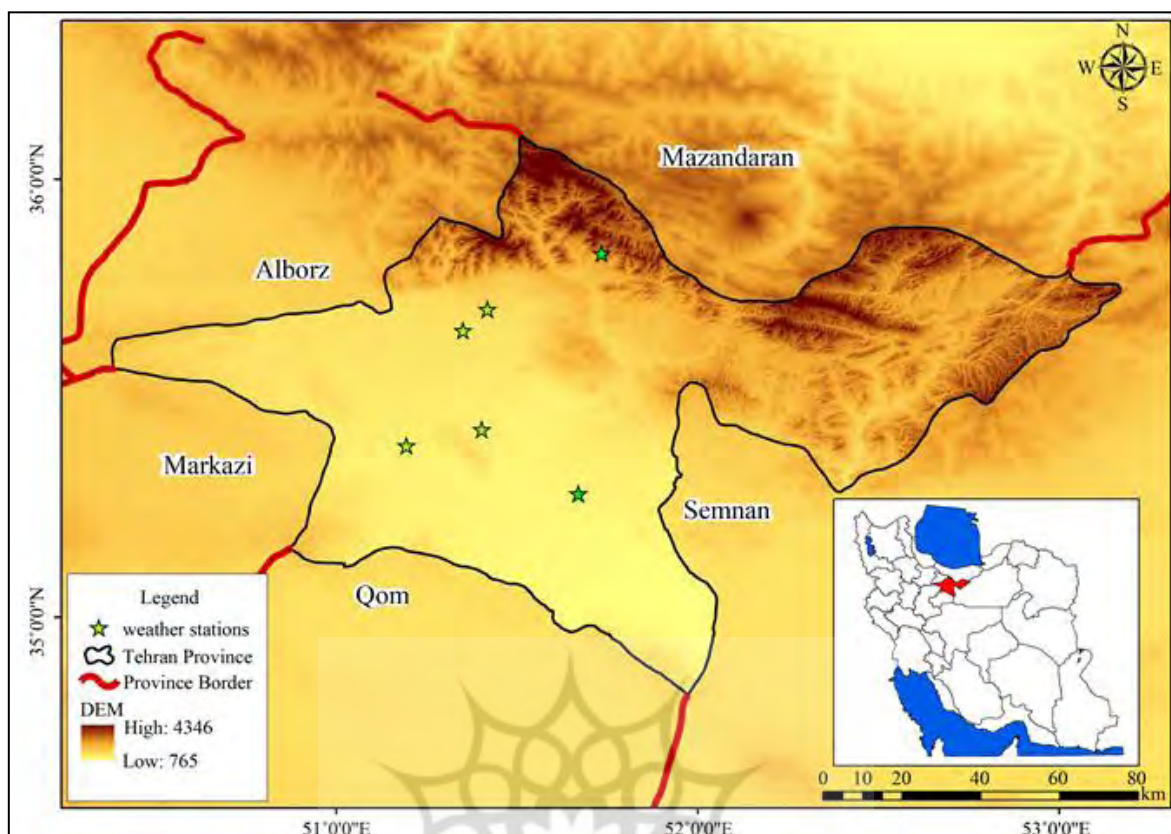 N
W E
S
36°0'0"N
Mazandaran
Alborz
Markazi
Semnan
Qom
35°0'0"N
Legend
weather stations
Tehran Province
Province Border
DEM
High: 4346
Low: 765
0 10 20 40 60 80
km
51°0'0"E 52°0'0"E 53°0'0"E